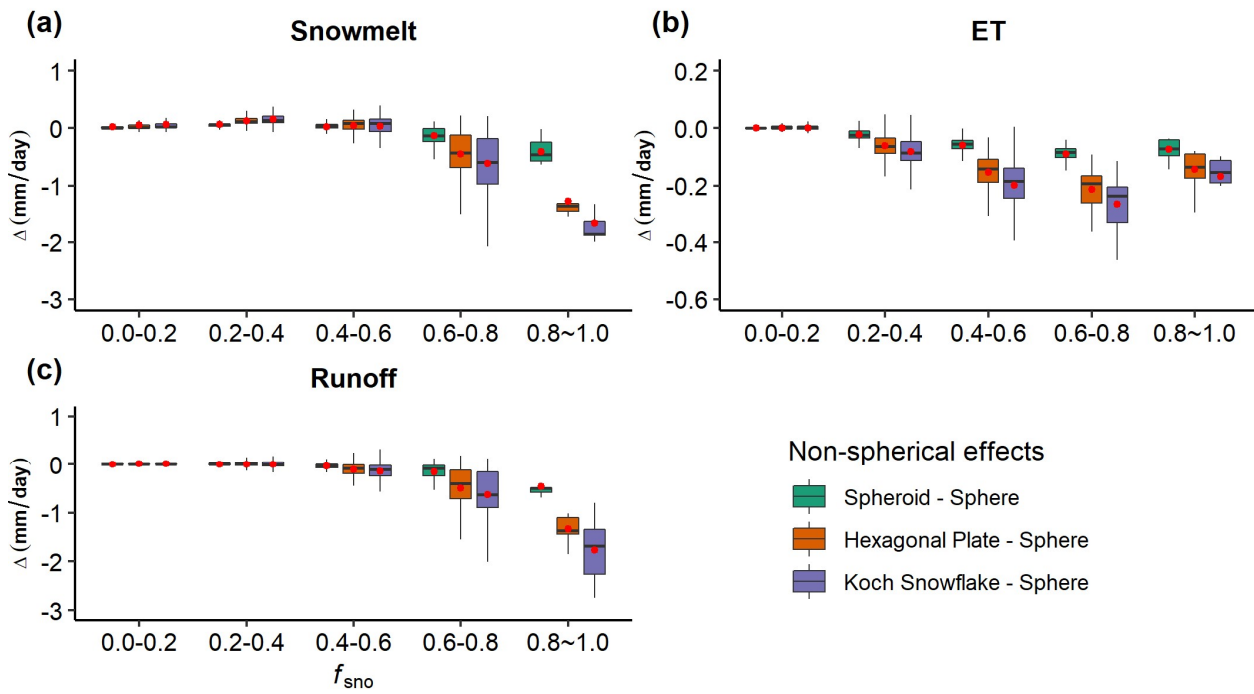 (a)
Snowmelt
Δ (mm/day)
1
0
-1
-2
-3
0.0-0.2 0.2-0.4 0.4-0.6 0.6-0.8 0.8~1.0
(b)
ET
Δ (mm/day)
0.2
0.0
-0.2
-0.4
-0.6
0.0-0.2 0.2-0.4 0.4-0.6 0.6-0.8 0.8~1.0
(c)
Runoff
Δ (mm/day)
1
0
-1
-2
-3
0.0-0.2 0.2-0.4 0.4-0.6 0.6-0.8 0.8~1.0
fsno
Non-spherical effects
Spheroid - Sphere
Hexagonal Plate - Sphere
Koch Snowflake - Sphere